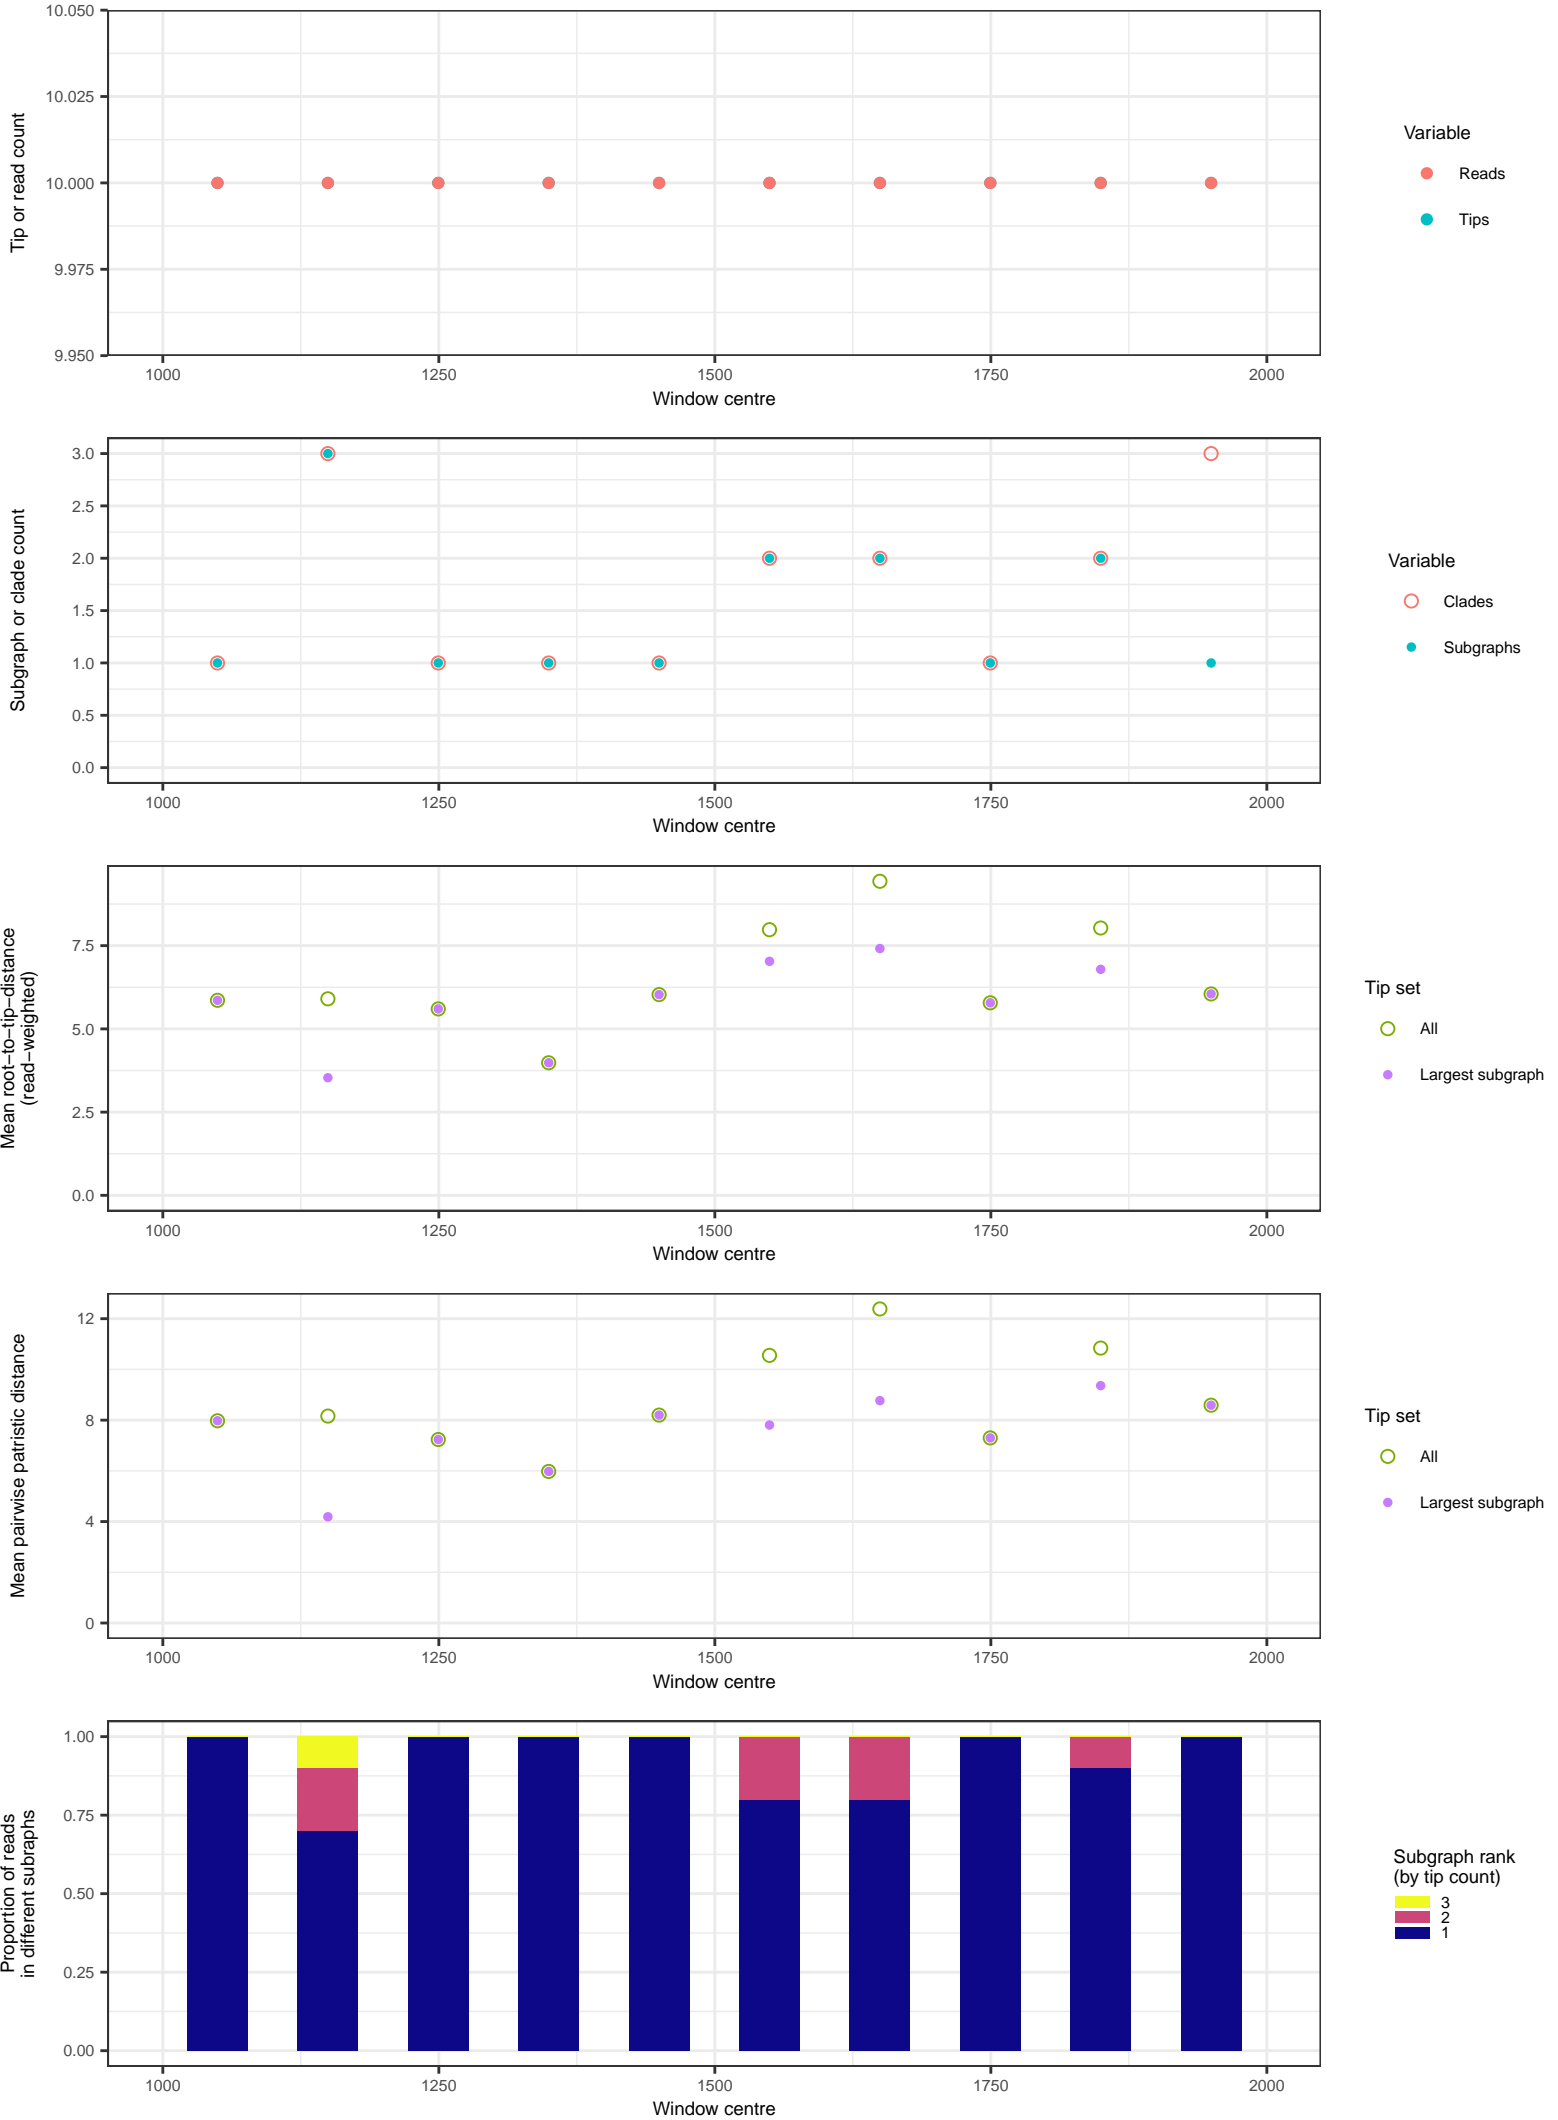 10.050
10.025
10.000
9.975
9.950
Tip or read count
1000 1250 1500 1750 2000
Window centre
Variable
Reads
Tips
3.0
2.5
2.0
1.5
1.0
0.5
0.0
Subgraph or clade count
1000 1250 1500 1750 2000
Window centre
Variable
Clades
Subgraphs
7.5
5.0
2.5
0.0
Mean root−to−tip−distance
(read−weighted)
1000 1250 1500 1750 2000
Window centre
Tip set
All
Largest subgraph
12
8
4
0
Mean pairwise patristic distance
1000 1250 1500 1750 2000
Window centre
Tip set
All
Largest subgraph
1.00
0.75
0.50
0.25
0.00
Proportion of reads
in different subraphs
1000 1250 1500 1750 2000
Window centre
Subgraph rank
(by tip count)
3
2
1